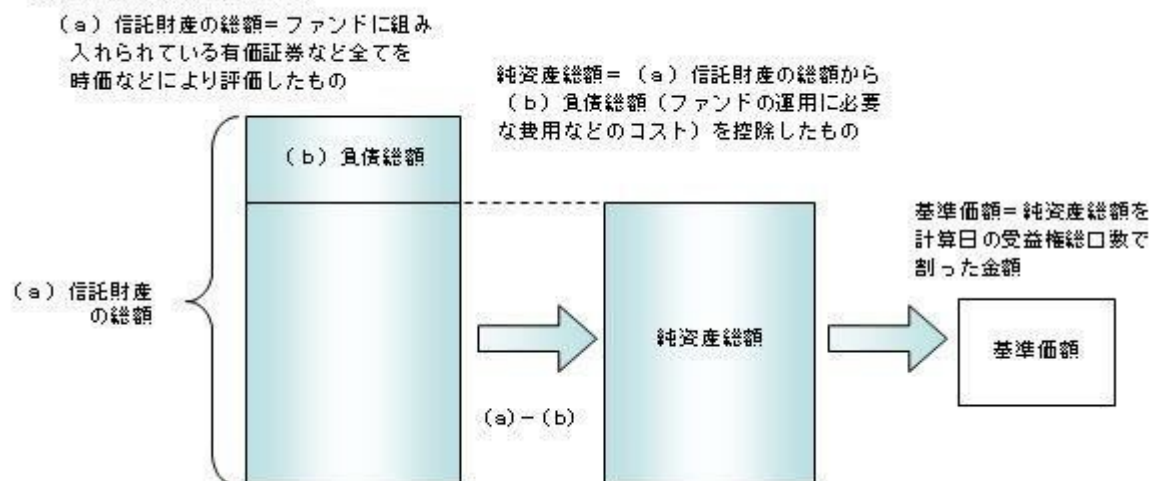 (a)信託財産の総額=ファンドに組み
入れられている有価証券など全てを
時価などにより評価したもの
純資産総額=(a)信託財産の総額から
(b)負債総額(ファンドの運用に必要
な費用などのコスト)を控除したもの
(b)負債総額
基準価額=純資産総額を
計算日の受益権総口数で
割った金額
(a)信託財産
の総額
純資産総額
基準価額
(a)-(b)